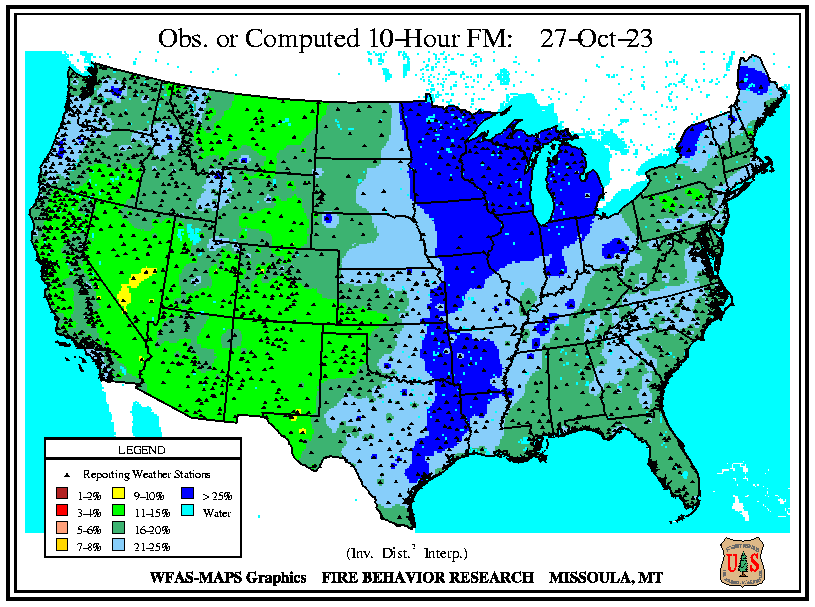 Obs. or Computed 10-Hour FM: 27-Oct-23
LEGEND
Reporting Weather Stations
1-2% 9-10% > 25%
3-4% 11-15% Water
5-6% 16-20%
7-8% 21-25%
(Inv. Dist.² Interp.)
WFAS-MAPS Graphics FIRE BEHAVIOR RESEARCH MISSOULA, MT
U S